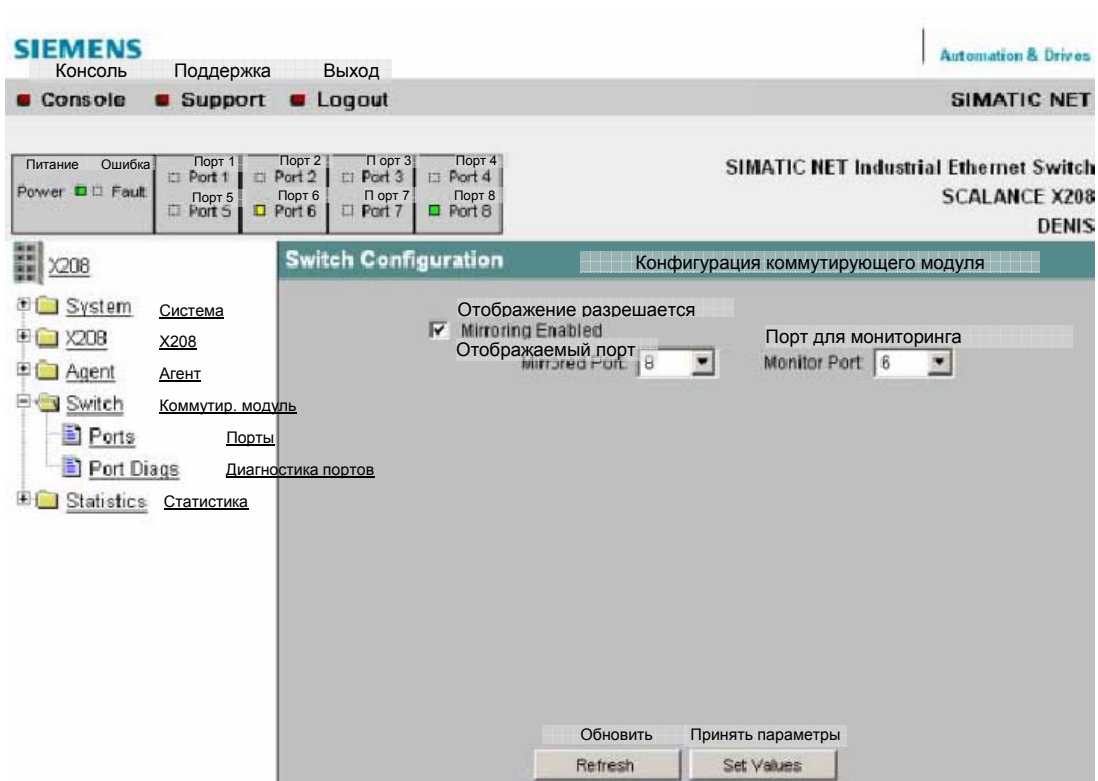 SIEMENS
Automation & Drives
Консоль Поддержка Выход
Console Support Logout
SIMATIC NET
Питание Ошибка Порт 1 Порт 2 П орт 3 Порт 4
Power Fault Port 1 Port 2 Port 3 Port 4
Порт 5 Порт 6 П орт 7 Порт 8
Port 5 Port 6 Port 7 Port 8
SIMATIC NET Industrial Ethernet Switch
SCALANCE X208
DENIS
X208
Switch Configuration Конфигурация коммутирующего модуля
System Система
X208 X208
Agent Агент
Switch Коммутир. модуль
Ports Порты
Port Diags Диагностика портов
Statistics Статистика
Отображение разрешается
Mirroring Enabled
Отображаемый порт Порт для мониторинга
Mirrored Port: 8 Monitor Port: 6
Обновить Принять параметры
Refresh Set Values